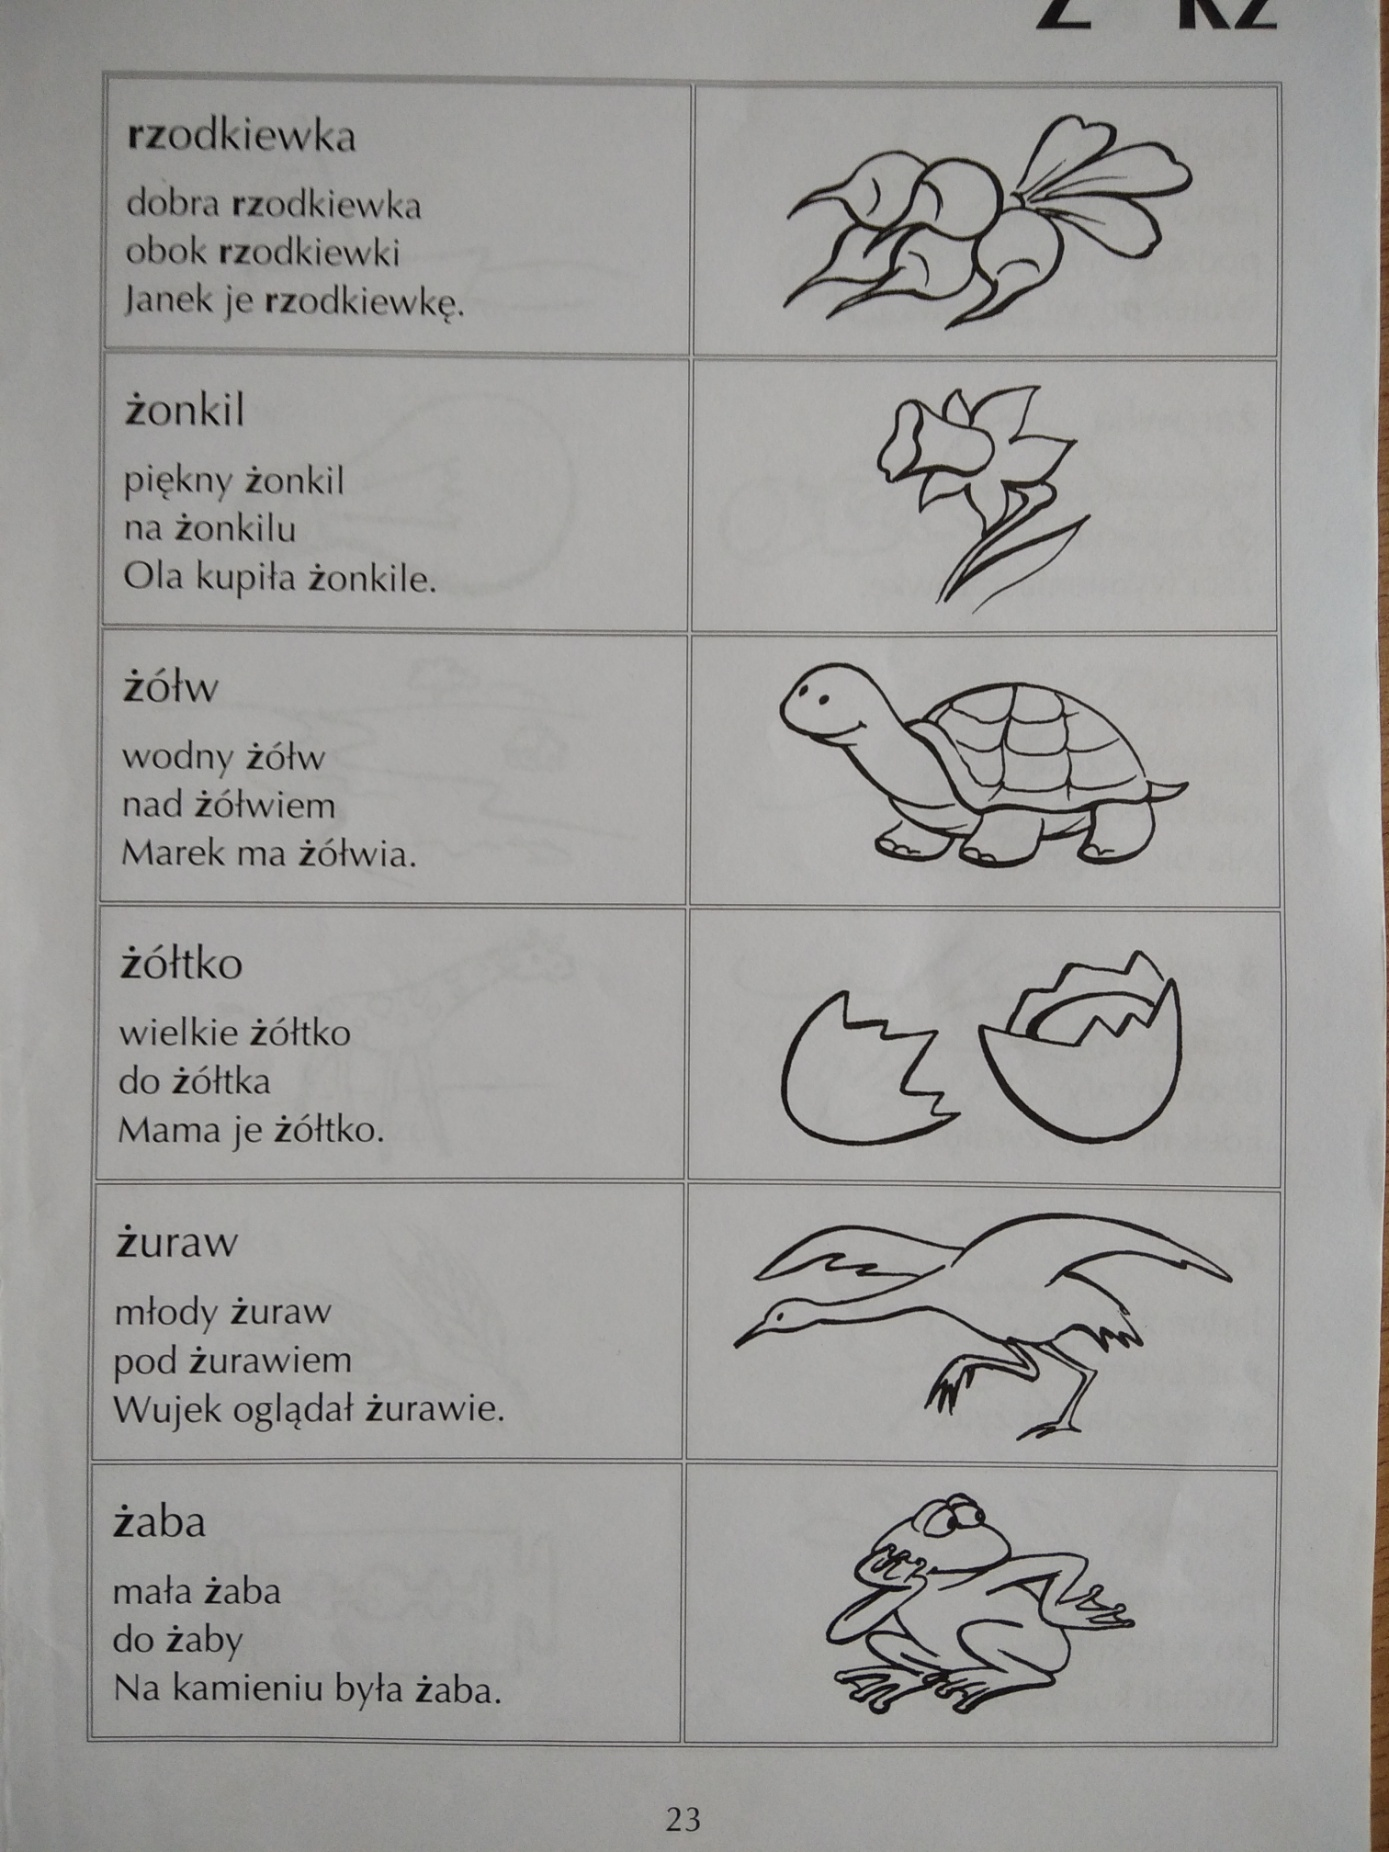 rzodkiewka
dobra rzodkiewka
obok rzodkiewki
Janek je rzodkiewkę.
żonkil
piękny żonkil
na żonkilu
Ola kupiła żonkile.
żółw
wodny żółw
nad żółwiem
Marek ma żółwia.
żółtko
wielkie żółtko
do żółtka
Mama je żółtko.
żuraw
młody żuraw
pod żurawiem
Wujek oglądał żurawie.
żaba
mała żaba
do żaby
Na kamieniu była żaba.
23